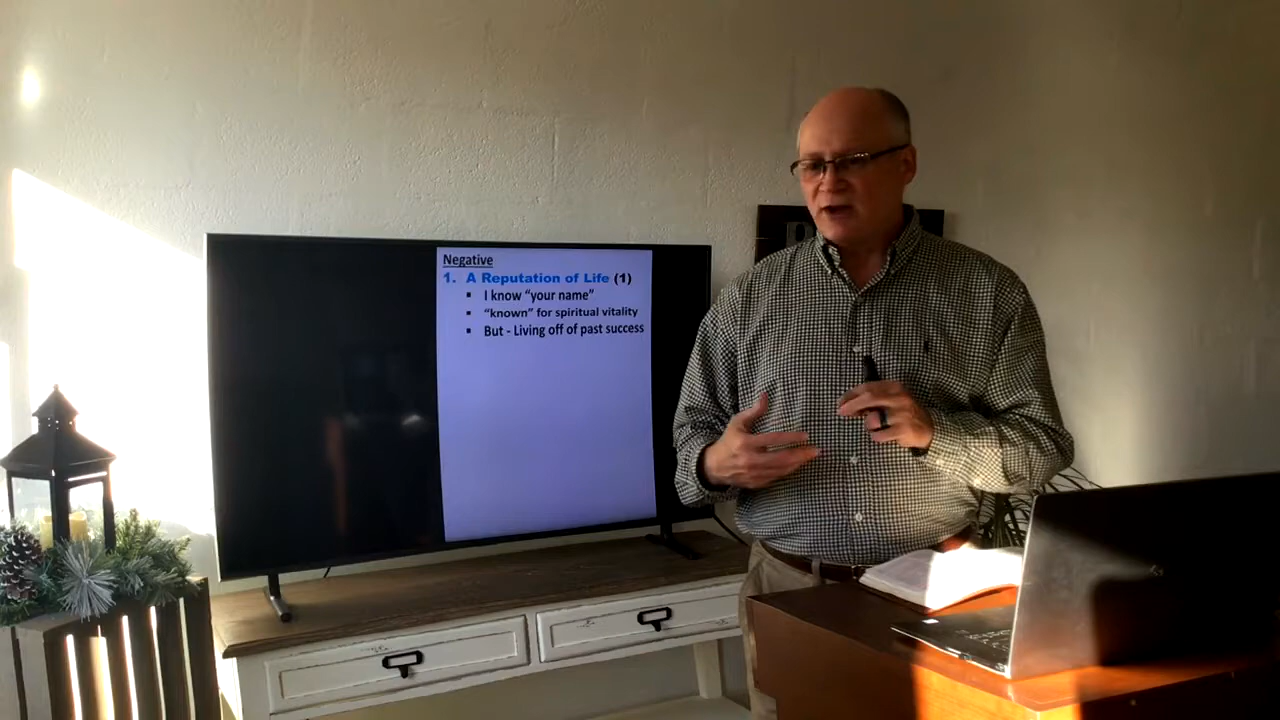 Negative
1. A Reputation of Life (1)
▪ I know “your name”
▪ “known” for spiritual vitality
▪ But - Living off of past success